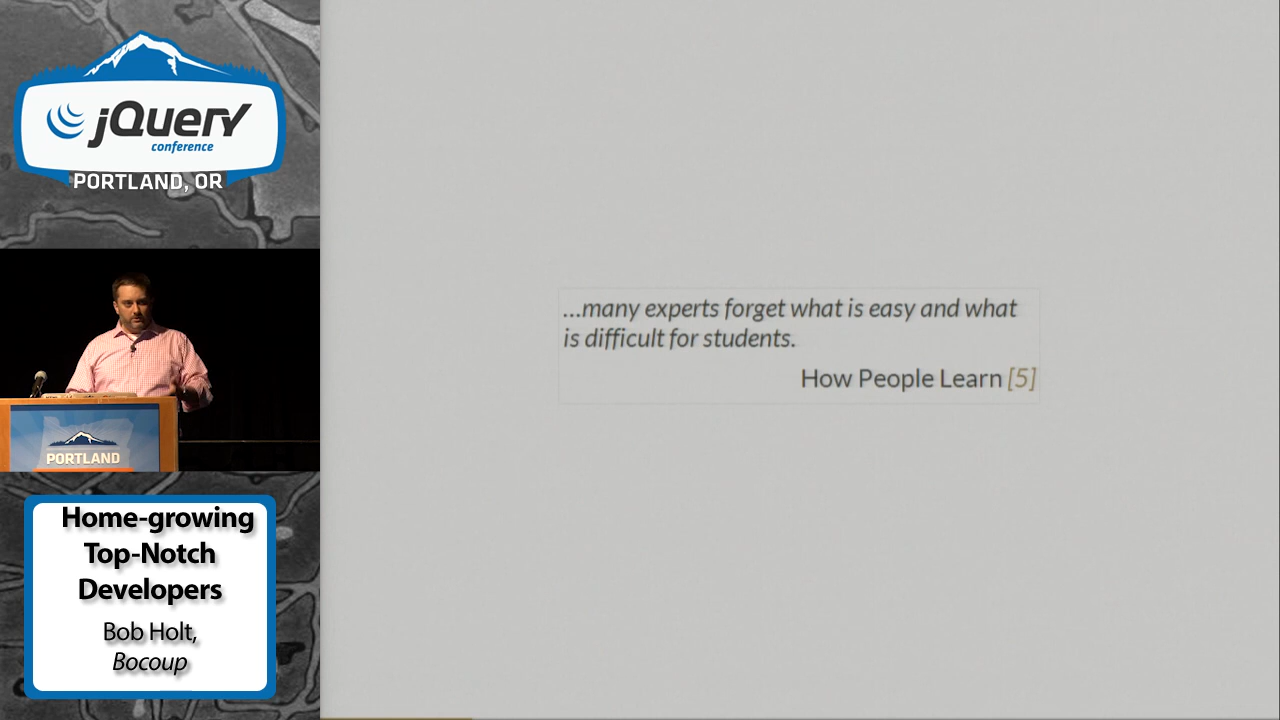 jQuery
conference
PORTLAND, OR
PORTLAND
Home-growing
Top-Notch
Developers
Bob Holt,
Bocoup
...many experts forget what is easy and what
is difficult for students.
How People Learn [5]